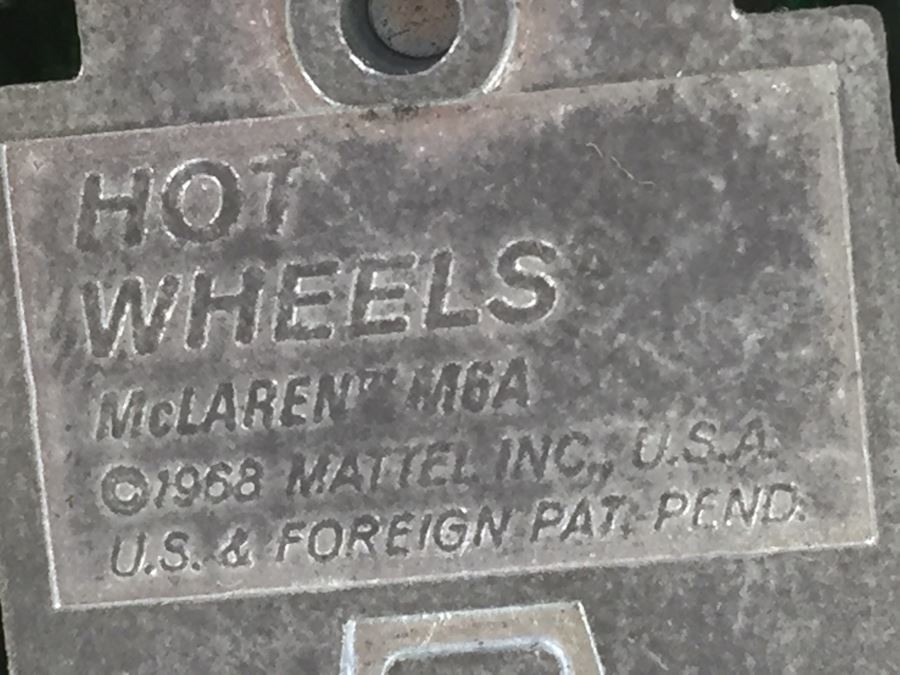 HOT
WHEELS®
McLAREN™ M6A
©1968 MATTEL INC., U.S.A.
U.S. & FOREIGN PAT. PEND.